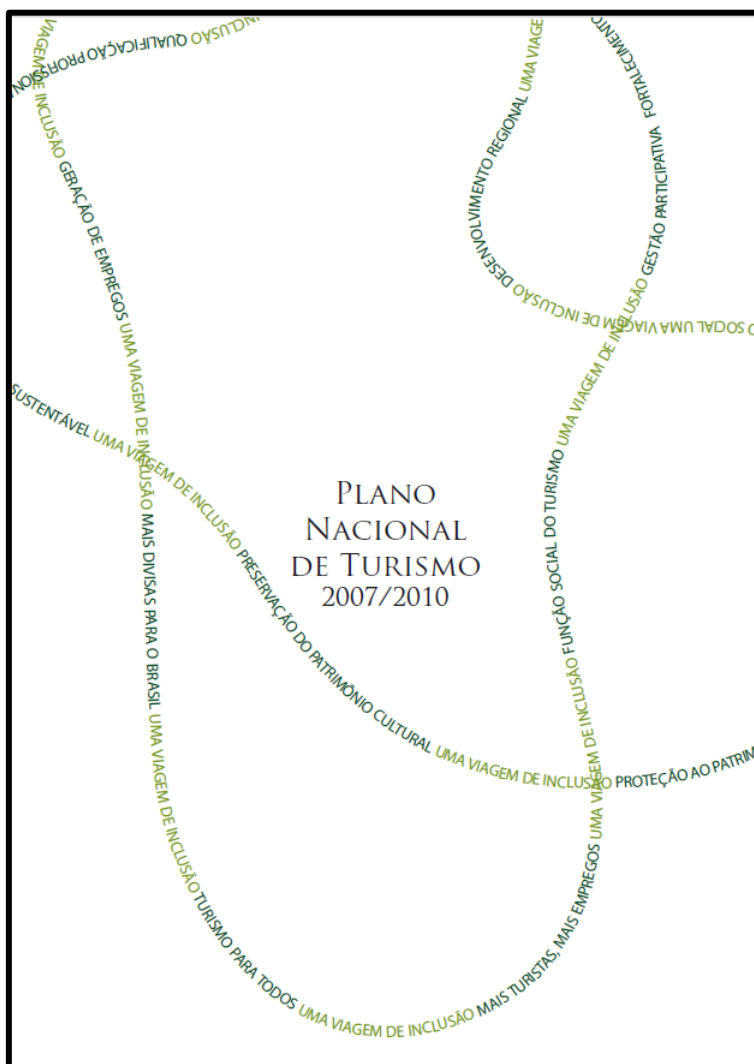 INCLUSÃO QUALIFICAÇÃO PROFISSION
VIAGEM DE INCLUSÃO GERAÇÃO DE EMPREGOS UMA VIAGEM DE INCLUSÃO MAIS DIVISAS PARA O BRASIL UMA VIAGEM DE INCLUSÃO TURISMO PARA TODOS UMA VIAGEM DE INCLUSÃO MAIS TURISTAS, MAIS EMPREGOS UMA VIAGEM DE INCLUSÃO FUNÇÃO SOCIAL DO TURISMO UMA VIAGEM DE INCLUSÃO GESTÃO PARTICIPATIVA FORTALECIMENTO
O SOCIAL UMA VIAGEM DE INCLUSÃO DESENVOLVIMENTO REGIONAL UMA VIAGE
SUSTENTÁVEL UMA VIAGEM DE INCLUSÃO PRESERVAÇÃO DO PATRIMÔNIO CULTURAL UMA VIAGEM DE INCLUSÃO PROTEÇÃO AO PATRIM
PLANO
NACIONAL
DE TURISMO
2007/2010